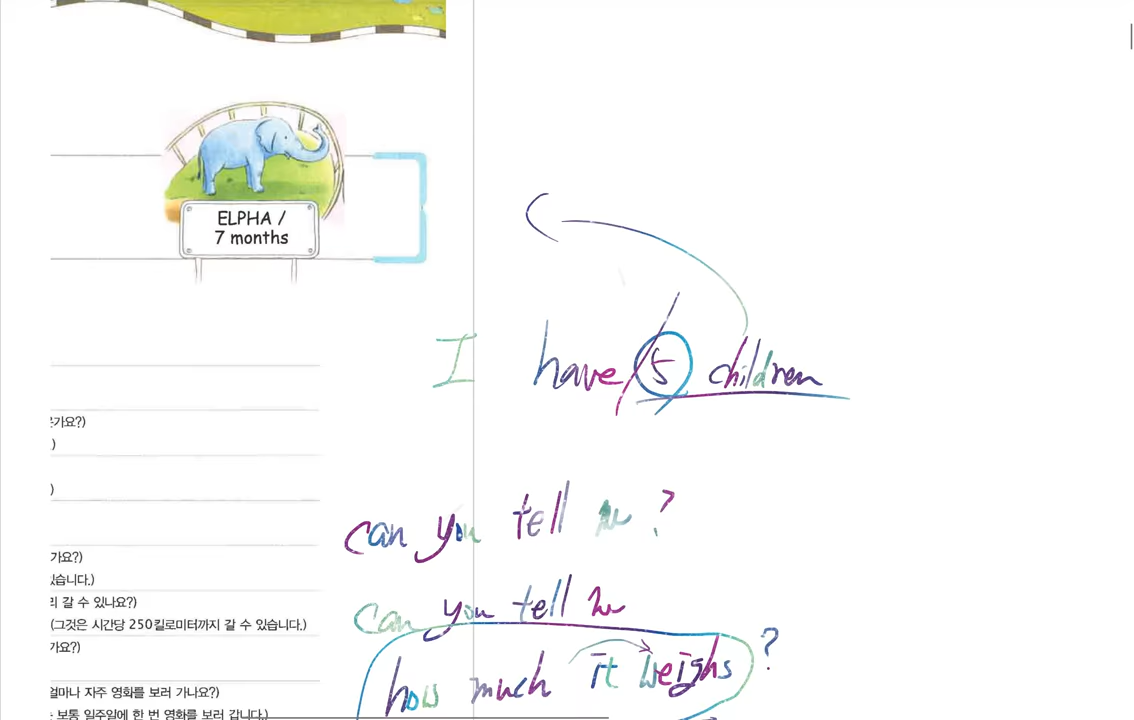 ELPHA /
7 months
I have 5 children
가요?)
)
)
can you tell me?
가요?)
있습니다.)
갈 수 있나요?)
can you tell me
(그것은 시간당 250킬로미터까지 갈 수 있습니다.)
가요?)
how much it weighs?
얼마나 자주 영화를 보러 가나요?)
보통 일주일에 한 번 영화를 보러 갑니다.)